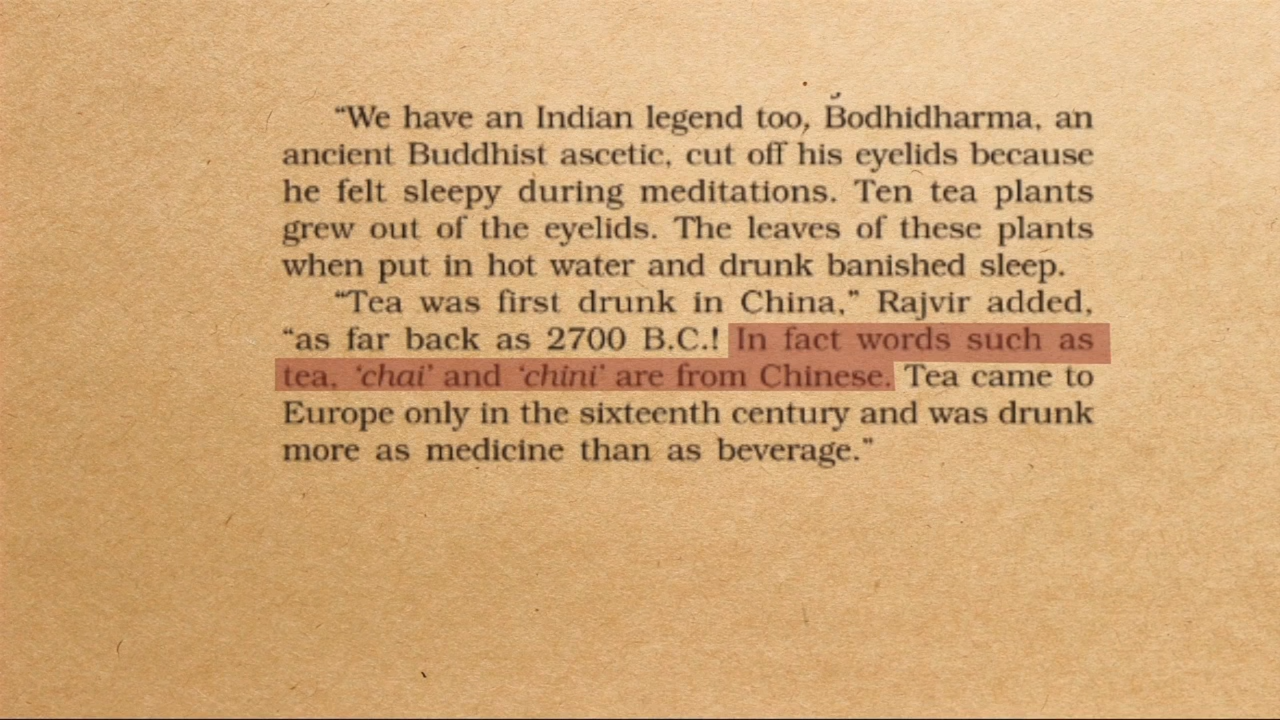 “We have an Indian legend too, Bodhidharma, an
ancient Buddhist ascetic, cut off his eyelids because
he felt sleepy during meditations. Ten tea plants
grew out of the eyelids. The leaves of these plants
when put in hot water and drunk banished sleep.
“Tea was first drunk in China,” Rajvir added,
“as far back as 2700 B.C.! In fact words such as
tea, ‘chai’ and ‘chini’ are from Chinese. Tea came to
Europe only in the sixteenth century and was drunk
more as medicine than as beverage.”